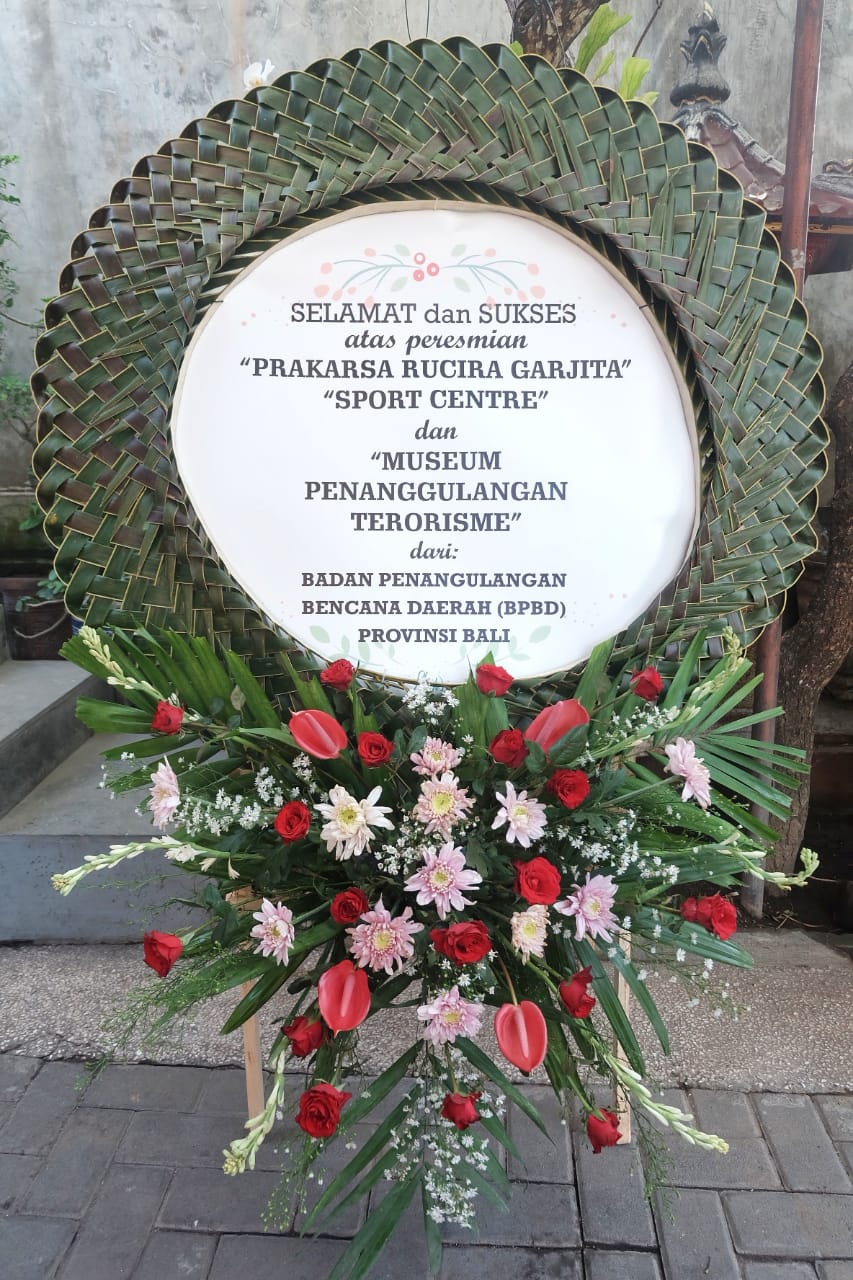 SELAMAT dan SUKSES
atas peresmian
“PRAKARSA RUCIRA GARJITA”
“SPORT CENTRE”
dan
“MUSEUM
PENANGGULANGAN
TERORISME”
dari:
BADAN PENANGULANGAN
BENCANA DAERAH (BPBD)
PROVINSI BALI